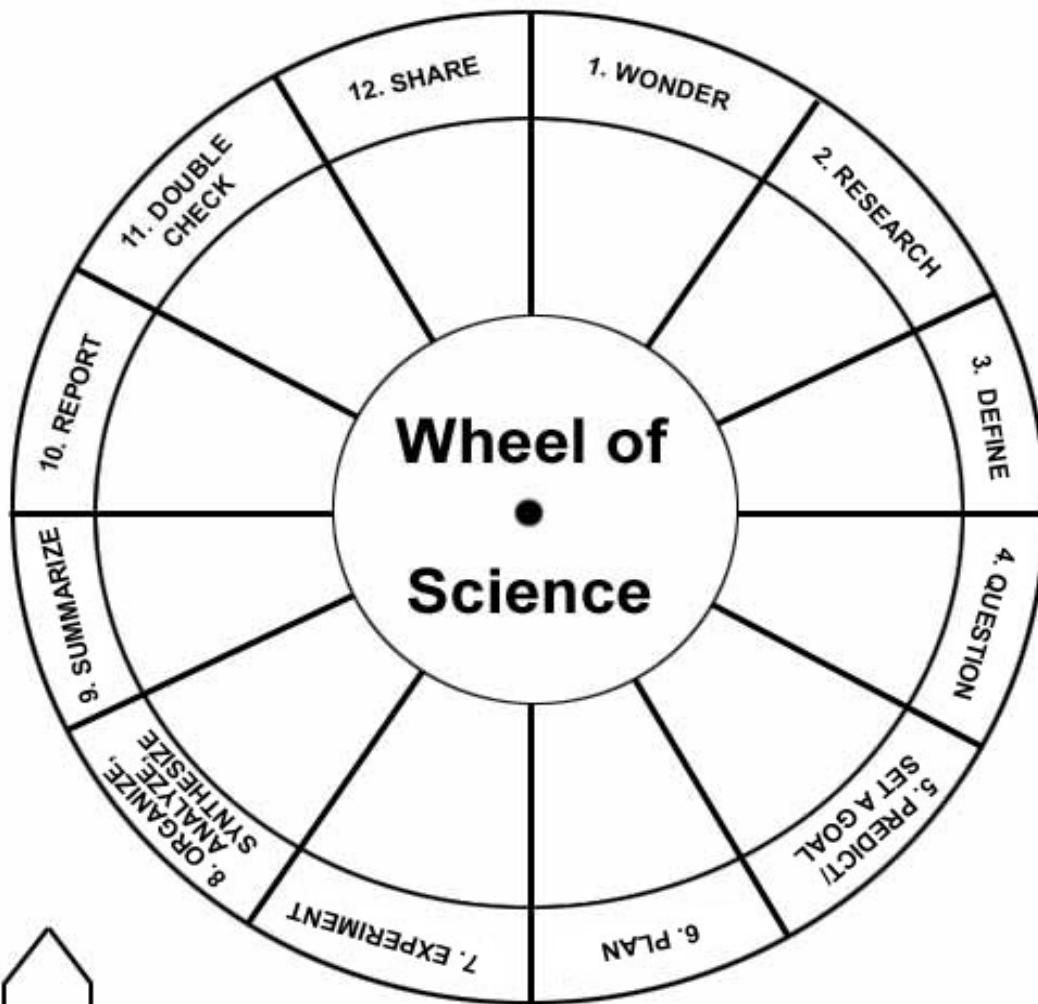 Wheel of
Science
1. WONDER
2. RESEARCH
3. DEFINE
4. QUESTION
5. PREDICT/
SET A GOAL
6. PLAN
7. EXPERIMENT
8. ORGANIZE,
ANALYZE,
SYNTHESIZE
9. SUMMARIZE
10. REPORT
11. DOUBLE
CHECK
12. SHARE